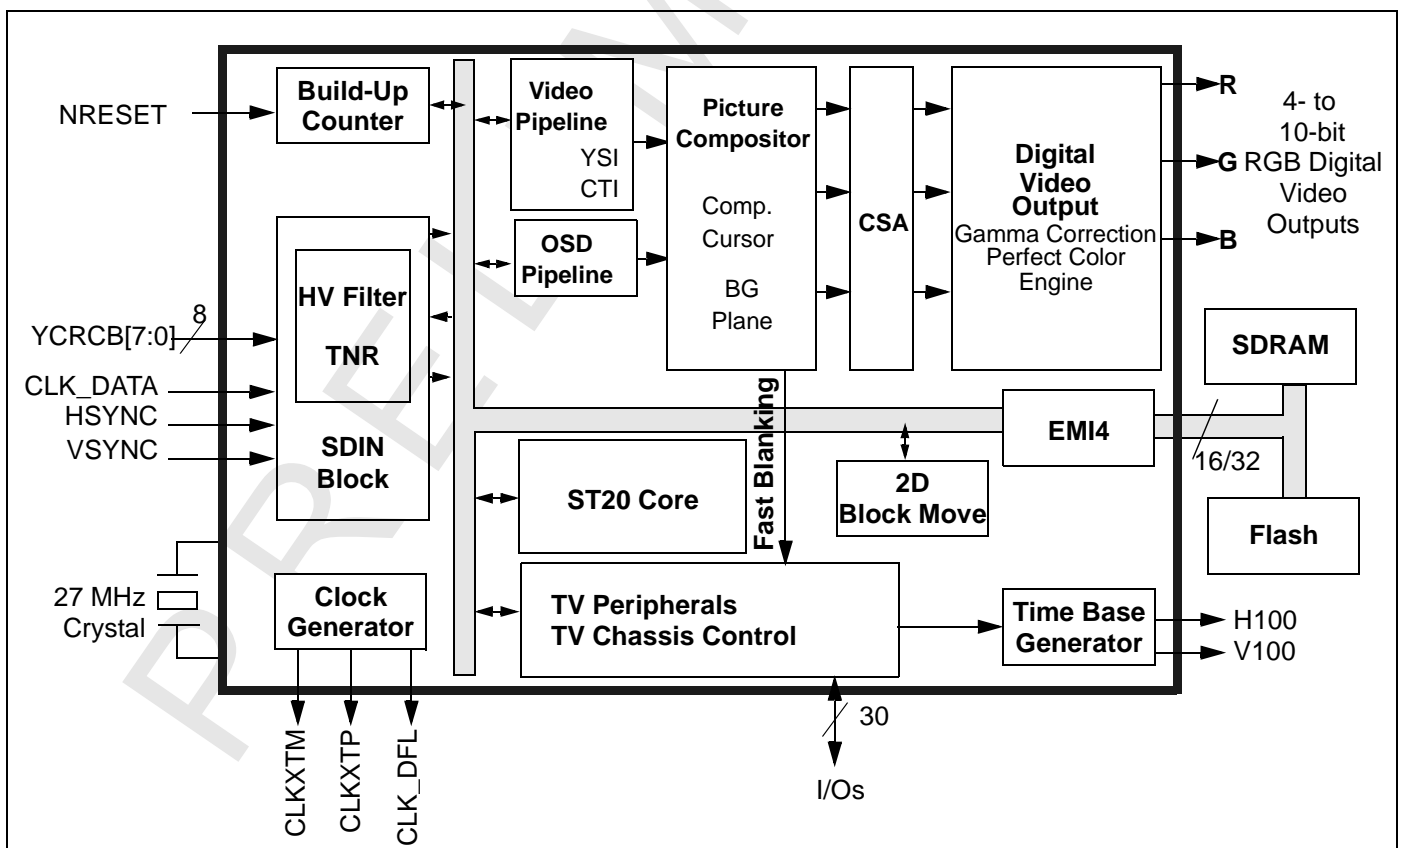 NRESET
Build-Up
Counter
Video
Pipeline
YSI
CTI
Picture
Compositor
Comp.
Cursor
BG
Plane
CSA
Digital
Video
Output
Gamma Correction
Perfect Color
Engine
R
G
B
4- to
10-bit
RGB Digital
Video
Outputs
OSD
Pipeline
YCRCB[7:0]
8
CLK_DATA
HSYNC
VSYNC
HV Filter
TNR
SDIN
Block
SDRAM
EMI4
16/32
Flash
Fast Blanking
ST20 Core
2D
Block Move
27 MHz
Crystal
Clock
Generator
TV Peripherals
TV Chassis Control
Time Base
Generator
H100
V100
CLKXTM
CLKXTP
CLK_DFL
30
I/Os
PRELIM